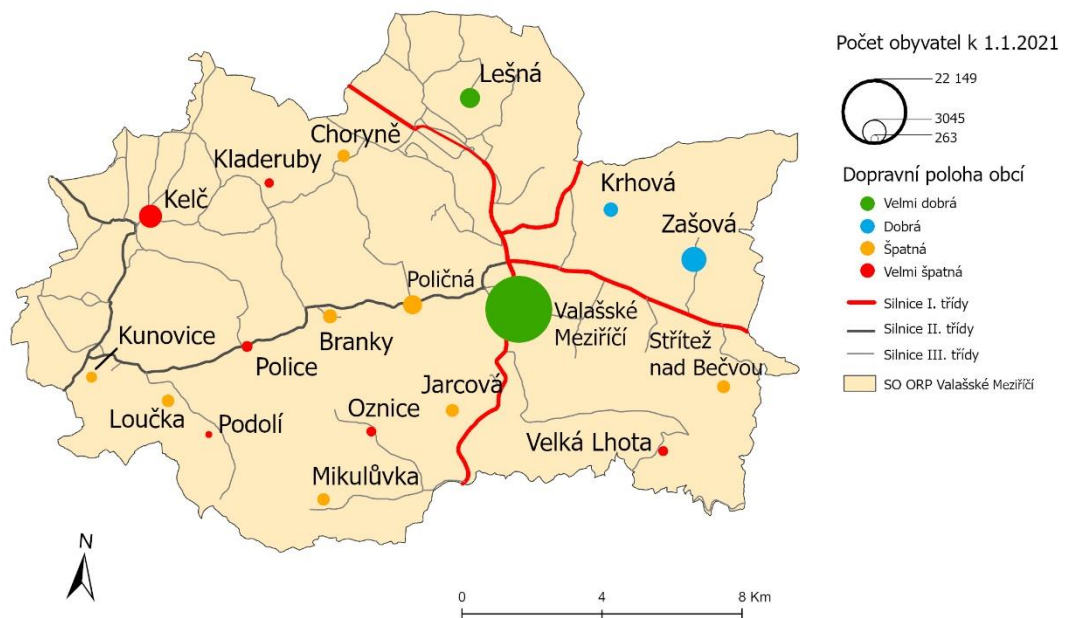 Lešná
Choryně
Kladeruby
Kelč
Krhová
Zašová
Poličná
Valašské
Meziříčí
Branky
Kunovice
Police
Střítež
nad Bečvou
Jarcová
Loučka
Podolí
Oznice
Velká Lhota
Mikulůvka
N
0
4
8 Km
Počet obyvatel k 1.1.2021
22 149
3045
263
Dopravní poloha obcí
Velmi dobrá
Dobrá
Špatná
Velmi špatná
Silnice I. třídy
Silnice II. třídy
Silnice III. třídy
SO ORP Valašské Meziříčí